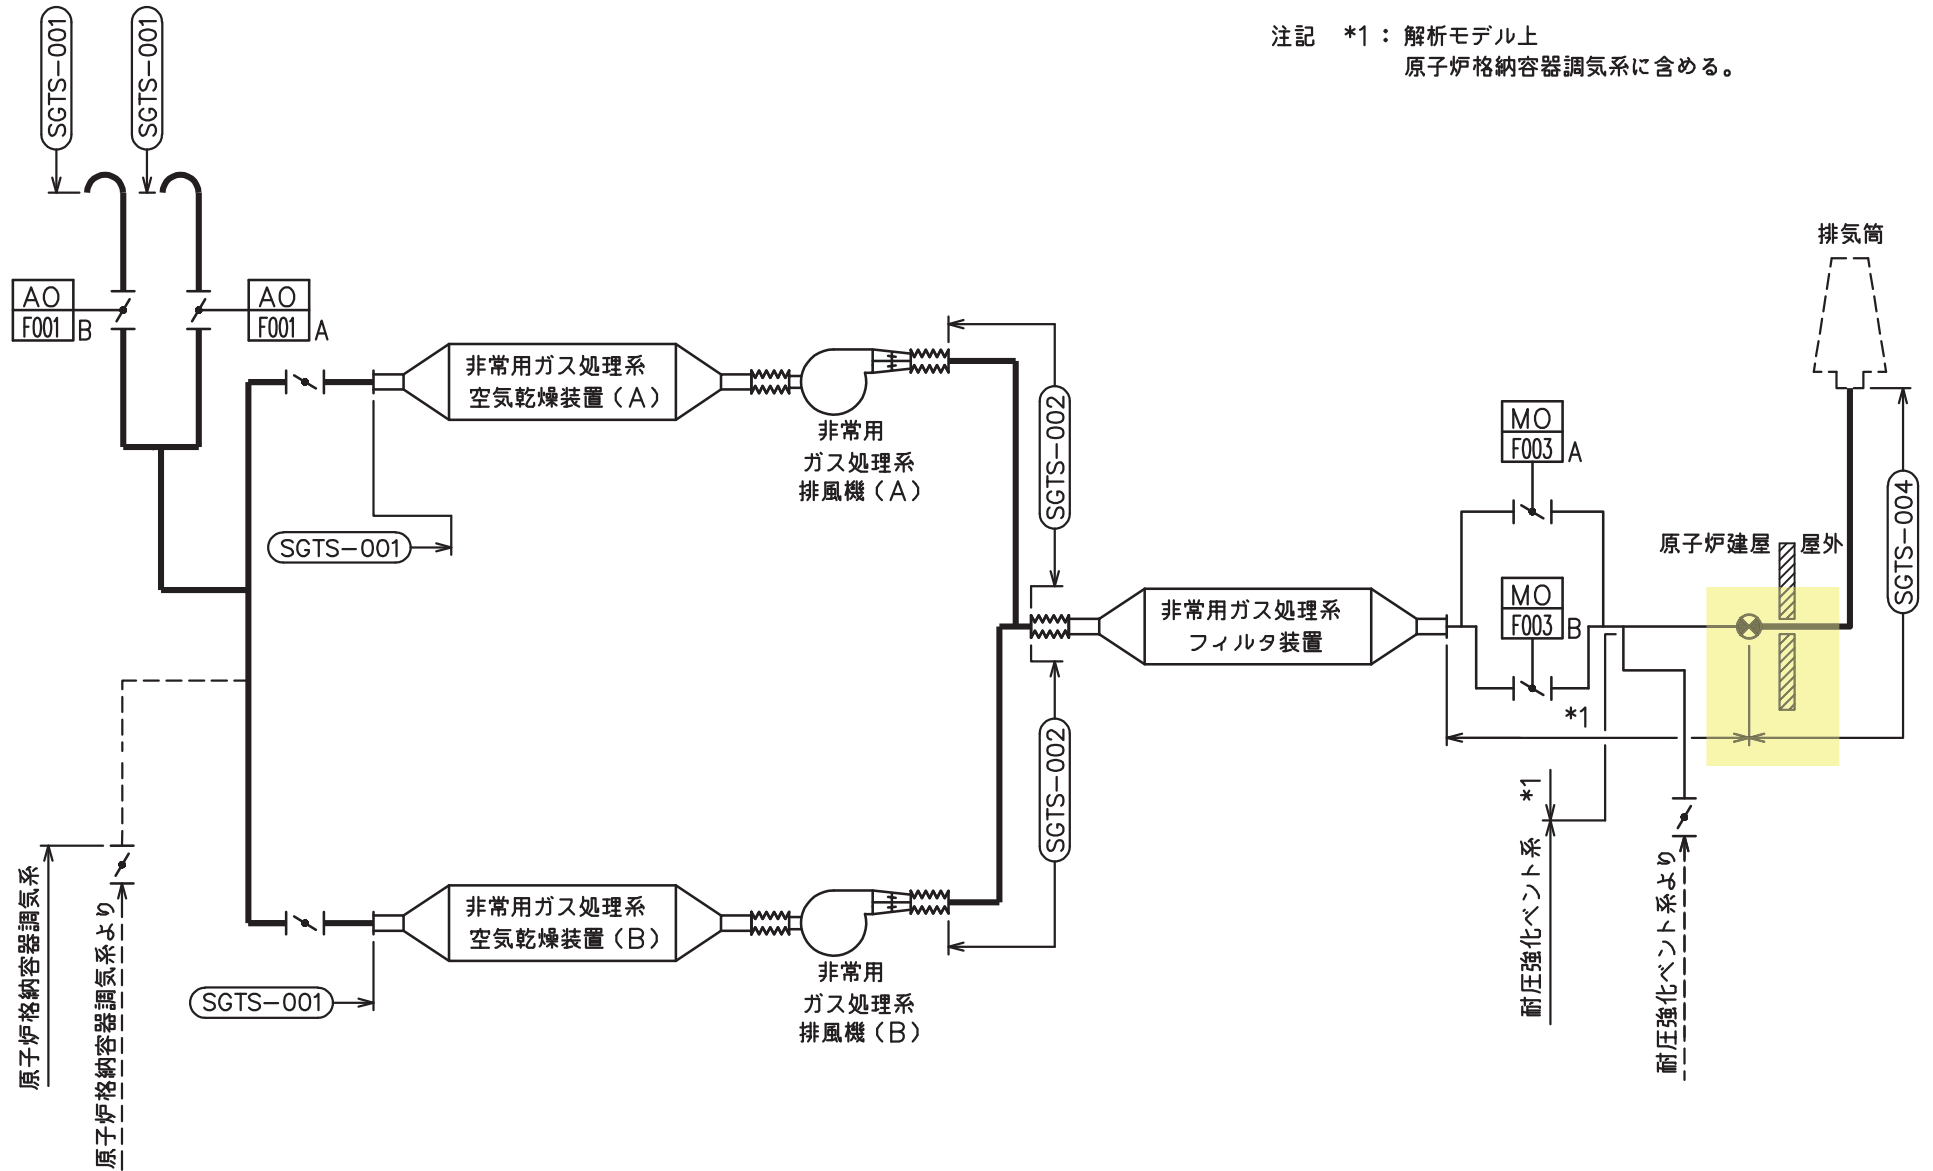 SGTS-001
SGTS-001
注記 *1 : 解析モデル上
原子炉格納容器調気系に含める。
排気筒
AO
F001 B
AO
F001 A
非常用ガス処理系
空気乾燥装置(A)
非常用
ガス処理系
排風機(A)
SGTS-002
MO
F003 A
SGTS-004
SGTS-001
原子炉建屋 屋外
MO
F003 B
非常用ガス処理系
フィルタ装置
*1
SGTS-002
*1
耐圧強化ベント系
耐圧強化ベント系より
原子炉格納容器調気系
原子炉格納容器調気系より
非常用ガス処理系
空気乾燥装置(B)
非常用
ガス処理系
排風機(B)
SGTS-001